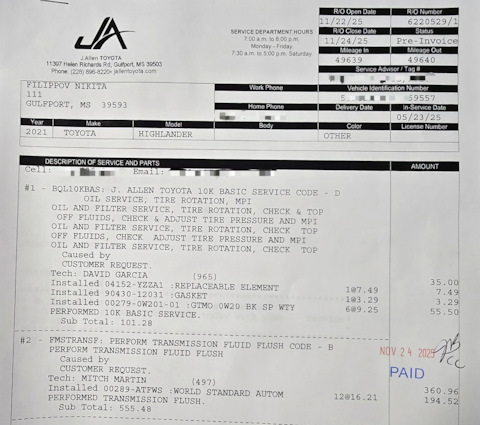 R/O Open Date R/O Number
11/22/25 6220529/1
R/O Close Date Status
11/24/25 Pre-Invoice
Mileage In Mileage Out
49639 49640
Service Advisor / Tag #
JA
J.Allen TOYOTA
11397 Helen Richards Rd; Gulfport, MS 39503
Phone: (228) 896-8220 • jallentoyota.com
SERVICE DEPARTMENT HOURS
7:00 a.m. to 6:00 p.m.
Monday - Friday
7:30 a.m. to 5:00 p.m. Saturday
FILIPPOV NIKITA
111
GULFPORT, MS 39593
Work Phone
Home Phone
Vehicle Identification Number
5 59557
Delivery Date In-Service Date
05/23/25
Year Make Model Body Color License Number
2021 TOYOTA HIGHLANDER OTHER
DESCRIPTION OF SERVICE AND PARTS AMOUNT
Cell: Email:
#1 - BQL10KBAS: J. ALLEN TOYOTA 10K BASIC SERVICE CODE - D
OIL SERVICE, TIRE ROTATION, MPI
OIL AND FILTER SERVICE, TIRE ROTATION, CHECK & TOP
OFF FLUIDS, CHECK & ADJUST TIRE PRESSURE AND MPI
OIL AND FILTER SERVICE, TIRE ROTATION, CHECK TOP
OFF FLUIDS, CHECK ADJUST TIRE PRESSURE AND MPI
OIL AND FILTER SERVICE, TIRE ROTATION, CHECK TOP
Caused by
CUSTOMER REQUEST.
Tech: DAVID GARCIA (965) 35.00
Installed 04152-YZZA1 :REPLACEABLE ELEMENT 1@7.49 7.49
Installed 90430-12031 :GASKET 1@3.29 3.29
Installed 00279-0W201-01 :GTMO 0W20 BK SP WTY 6@9.25 55.50
PERFORMED 10K BASIC SERVICE.
Sub Total: 101.28
#2 - FMSTRANSF: PERFORM TRANSMISSION FLUID FLUSH CODE - B
PERFORM TRANSMISSION FLUID FLUSH
Caused by
CUSTOMER REQUEST.
NOV 24 2025
CC
PAID
Tech: MITCH MARTIN (497) 360.96
Installed 00289-ATFWS :WORLD STANDARD AUTOM 12@16.21 194.52
PERFORMED TRANSMISSION FLUSH.
Sub Total: 555.48